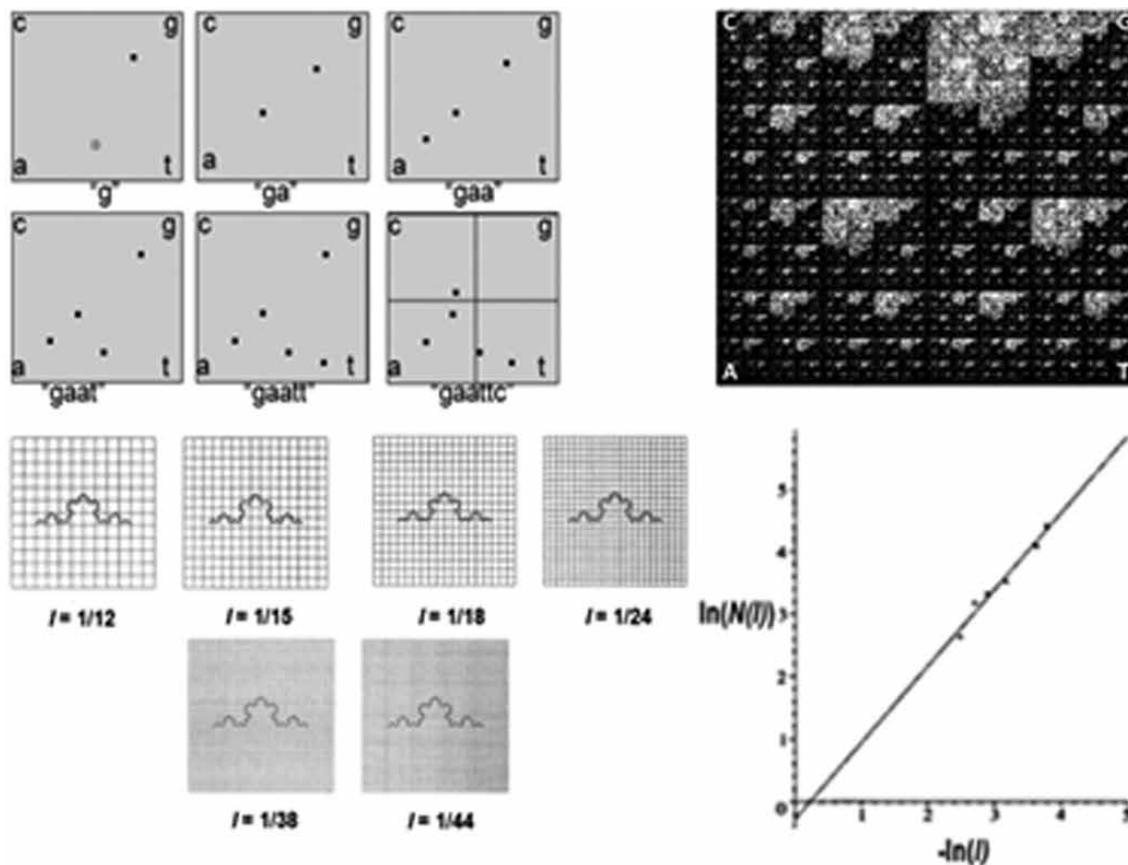 c g c g c g
a t a t a t
"g" "ga" "gaa"
c g c g c g
a t a t a t
"gaat" "gaatt" "gaattc"
C G
A T
l = 1/12 l = 1/15 l = 1/18 l = 1/24
l = 1/38 l = 1/44
5
4
ln(N(l))
3
2
1
0 1 2 3 4 5
-ln(l)